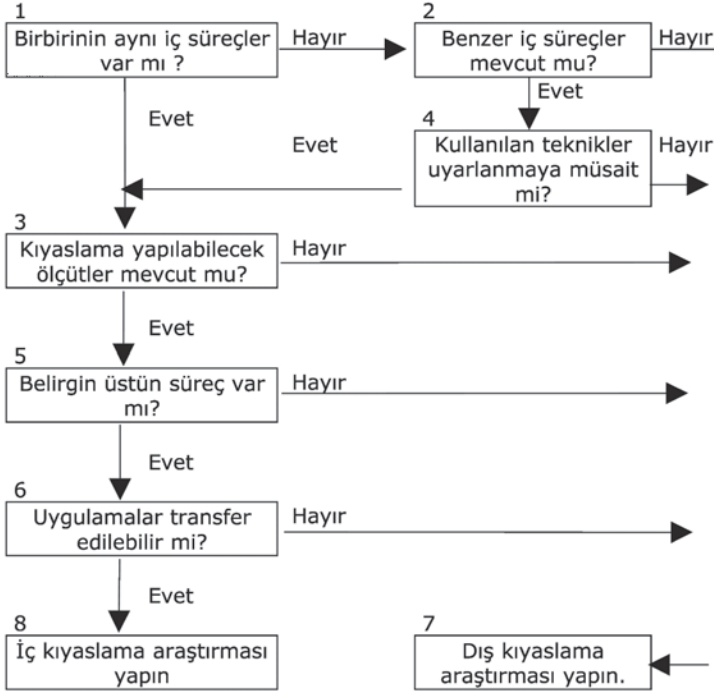 1
Birbirinin aynı iç süreçler
var mı ?
Hayır
2
Benzer iç süreçler
mevcut mu?
Hayır
Evet
Evet
4
Kullanılan teknikler
uyarlanmaya müsait
mi?
Hayır
Evet
3
Kıyaslama yapılabilecek
ölçütler mevcut mu?
Hayır
Evet
5
Belirgin üstün süreç var
mı?
Hayır
Evet
6
Uygulamalar transfer
edilebilir mi?
Hayır
Evet
8
İç kıyaslama araştırması
yapın
7
Dış kıyaslama
araştırması yapın.